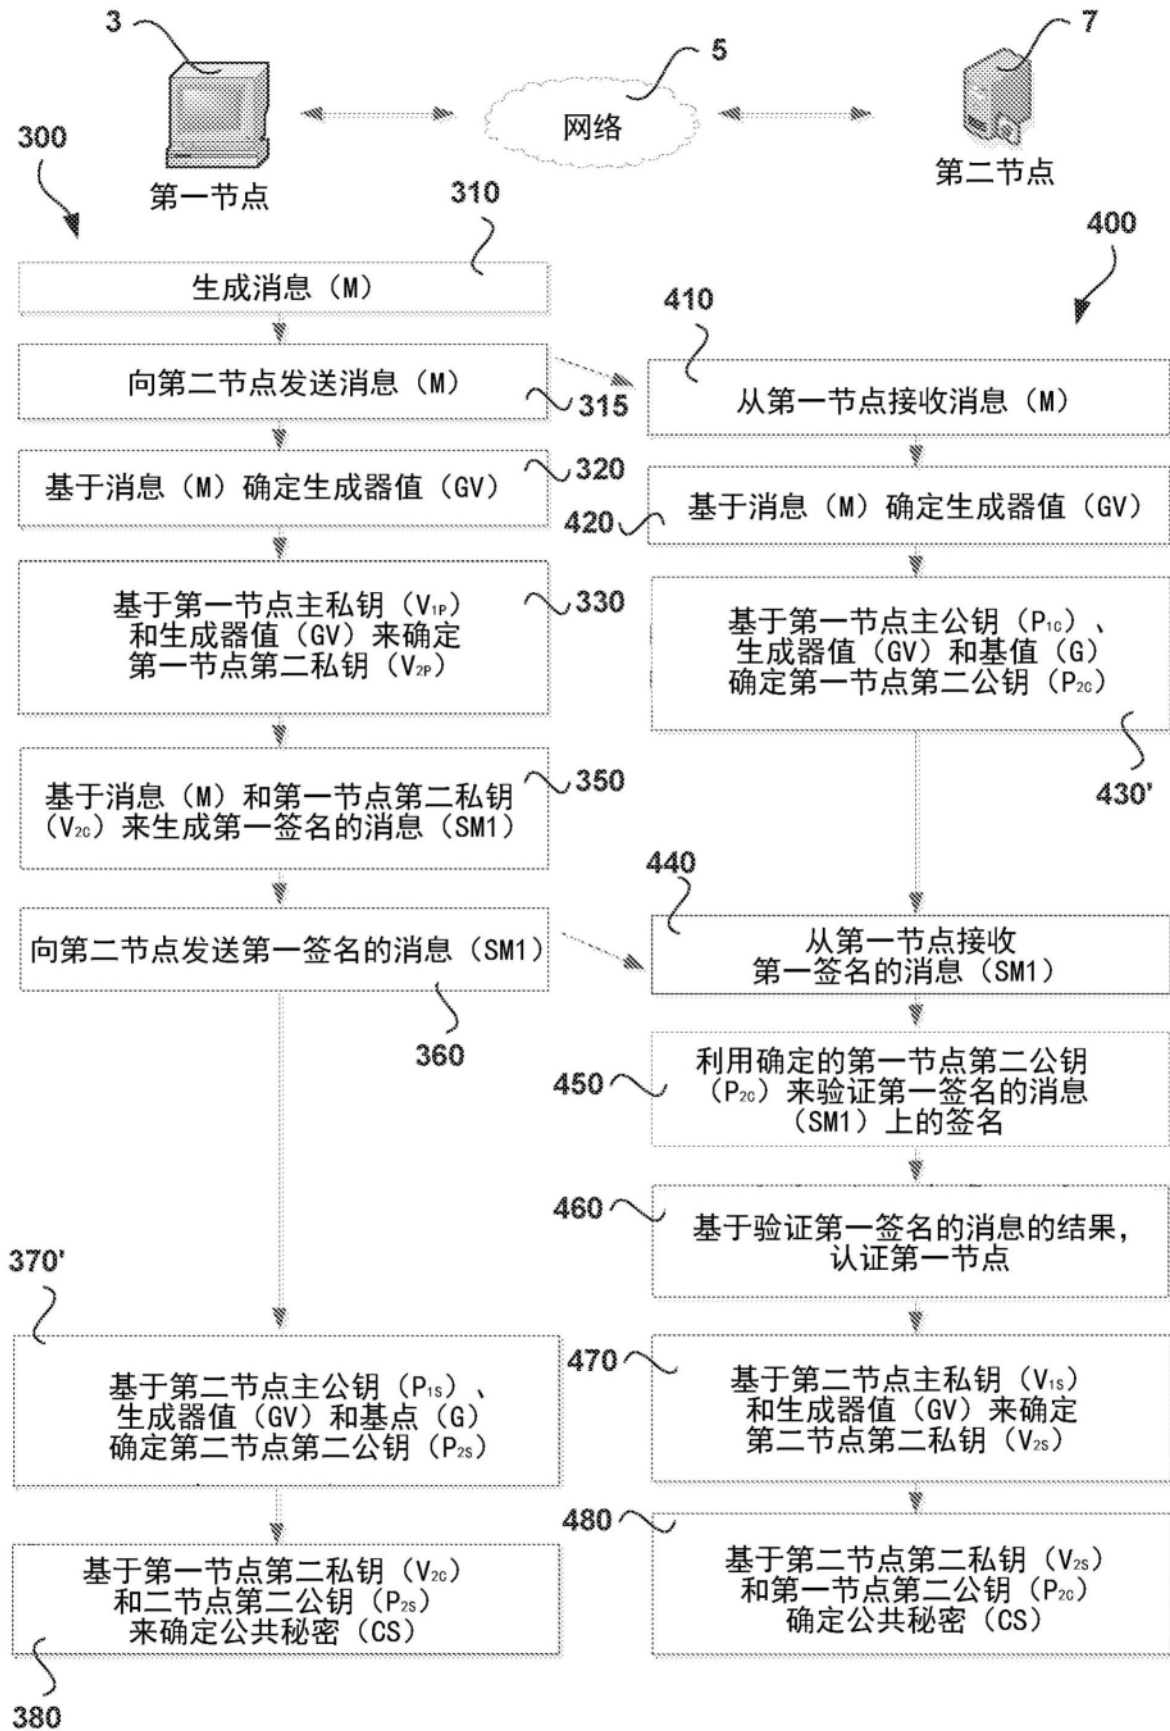 3
5
7
网络
第一节点
第二节点
300
310
400
生成消息（M）
410
向第二节点发送消息（M）
315
从第一节点接收消息（M）
基于消息（M）确定生成器值（GV）
320
基于消息（M）确定生成器值（GV）
420
基于第一节点主私钥（V1P）
和生成器值（GV）来确定
第一节点第二私钥（V2P）
330
基于第一节点主公钥（P1C）、
生成器值（GV）和基值（G）
确定第一节点第二公钥（P2C）
430'
基于消息（M）和第一节点第二私钥
（V2C）来生成第一签名的消息（SM1）
350
440
向第二节点发送第一签名的消息（SM1）
360
从第一节点接收
第一签名的消息（SM1）
450
利用确定的第一节点第二公钥
（P2C）来验证第一签名的消息
（SM1）上的签名
460
基于验证第一签名的消息的结果，
认证第一节点
370'
基于第二节点主公钥（P1S）、
生成器值（GV）和基点（G）
确定第二节点第二公钥（P2S）
470
基于第二节点主私钥（V1S）
和生成器值（GV）来确定
第二节点第二私钥（V2S）
基于第一节点第二私钥（V2C）
和二节点第二公钥（P2S）
来确定公共秘密（CS）
380
480
基于第二节点第二私钥（V2S）
和第一节点第二公钥（P2C）
确定公共秘密（CS）